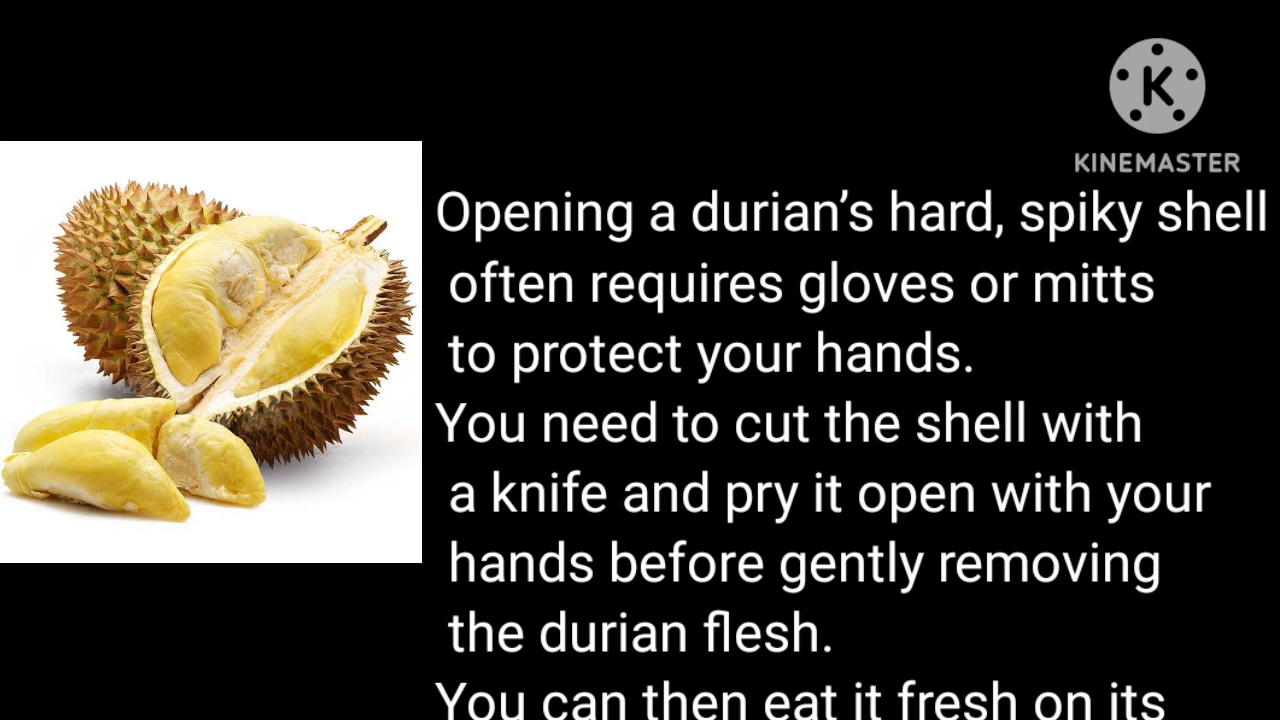 K
KINEMASTER
Opening a durian’s hard, spiky shell
often requires gloves or mitts
to protect your hands.
You need to cut the shell with
a knife and pry it open with your
hands before gently removing
the durian flesh.
You can then eat it fresh on its